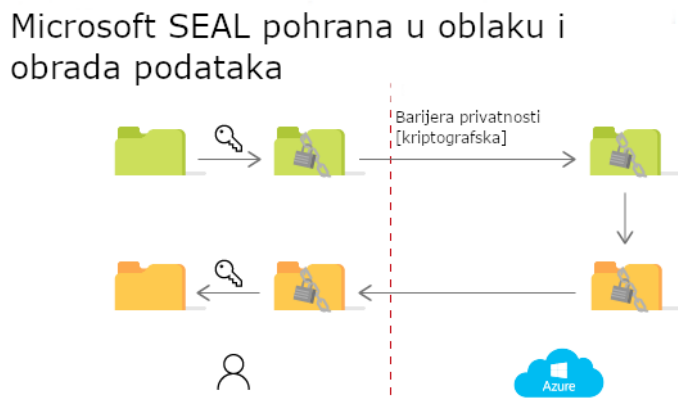 Microsoft SEAL pohrana u oblaku i
obrada podataka
Barijera privatnosti
[kriptografska]
Azure